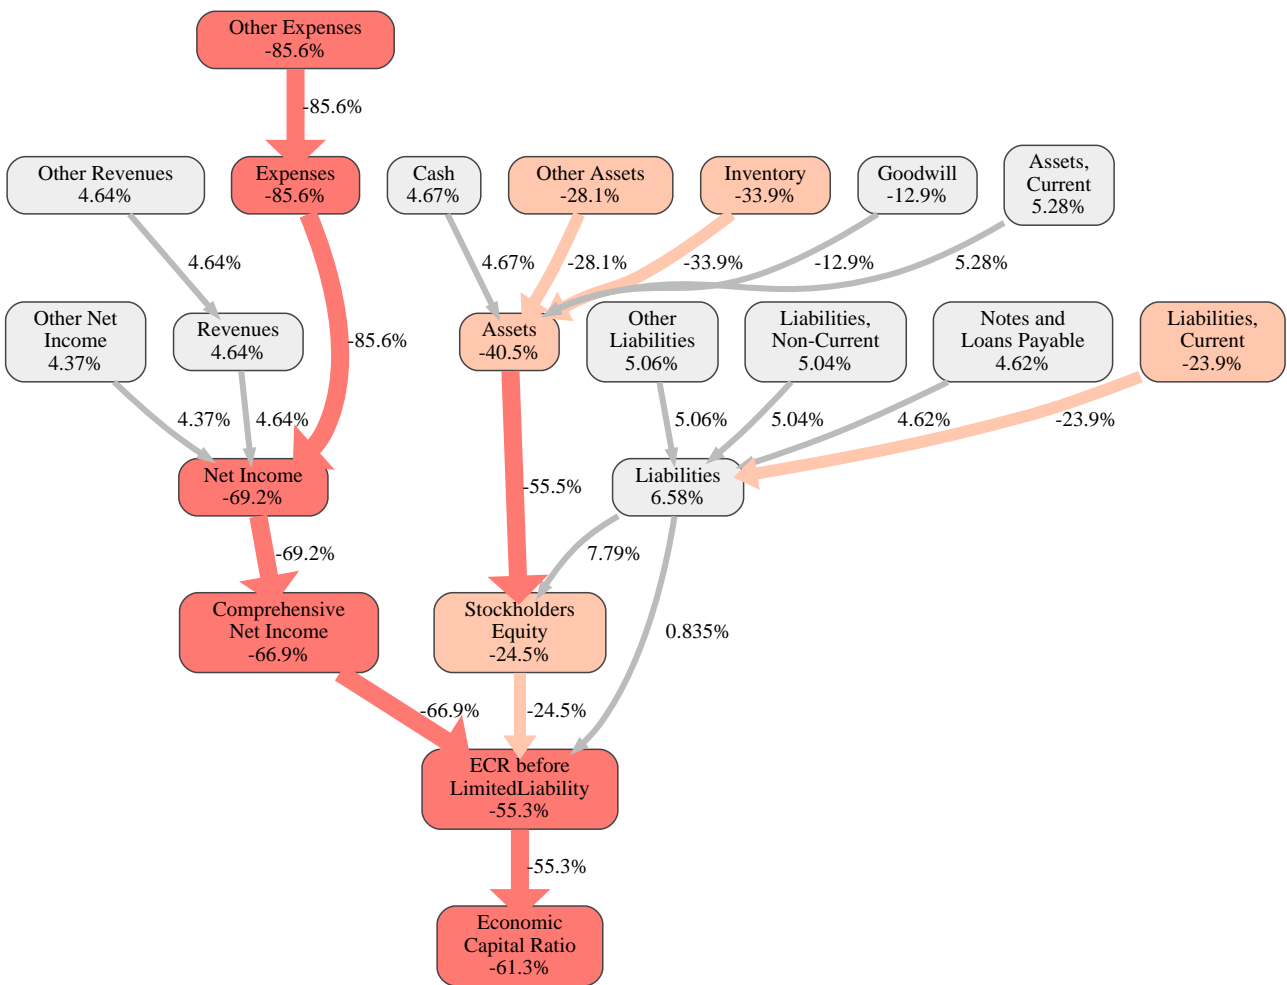 Other Expenses
-85.6%
-85.6%
Other Revenues
4.64%
Expenses
-85.6%
Cash
4.67%
Other Assets
-28.1%
Inventory
-33.9%
Goodwill
-12.9%
Assets,
Current
5.28%
4.64%
4.67%
-28.1%
-33.9%
-12.9%
5.28%
Other Net
Income
4.37%
Revenues
4.64%
-85.6%
Assets
-40.5%
Other
Liabilities
5.06%
Liabilities,
Non-Current
5.04%
Notes and
Loans Payable
4.62%
Liabilities,
Current
-23.9%
4.37%
4.64%
5.06%
5.04%
4.62%
-23.9%
Net Income
-69.2%
-55.5%
Liabilities
6.58%
-69.2%
7.79%
Comprehensive
Net Income
-66.9%
Stockholders
Equity
-24.5%
0.835%
-66.9%
-24.5%
ECR before
LimitedLiability
-55.3%
-55.3%
Economic
Capital Ratio
-61.3%